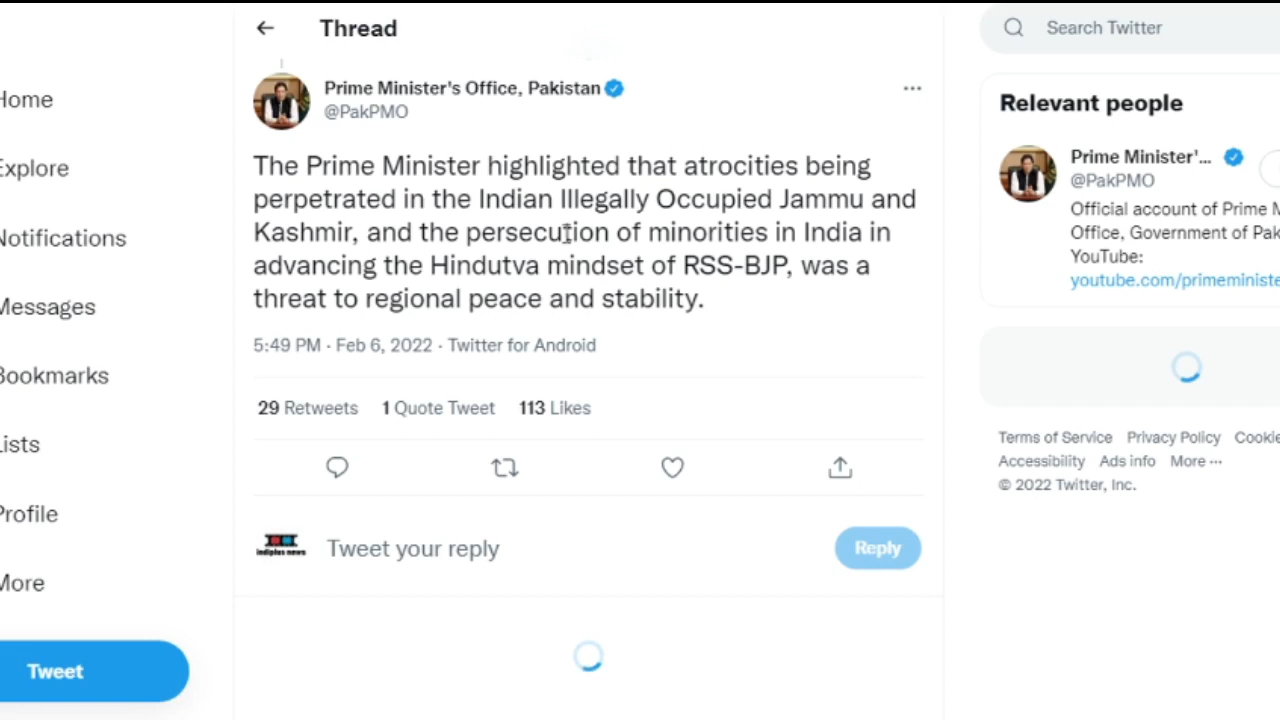 Thread
Search Twitter
Home
Explore
Notifications
Messages
Bookmarks
Lists
Profile
More
Tweet
Prime Minister's Office, Pakistan
@PakPMO
The Prime Minister highlighted that atrocities being
perpetrated in the Indian Illegally Occupied Jammu and
Kashmir, and the persecution of minorities in India in
advancing the Hindutva mindset of RSS-BJP, was a
threat to regional peace and stability.
5:49 PM · Feb 6, 2022 · Twitter for Android
29 Retweets 1 Quote Tweet 113 Likes
indiplus news
Tweet your reply
Reply
Relevant people
Prime Minister'...
@PakPMO
Official account of Prime M
Office, Government of Pak
YouTube:
youtube.com/primeministe
Terms of Service Privacy Policy Cookie
Accessibility Ads info More ···
© 2022 Twitter, Inc.